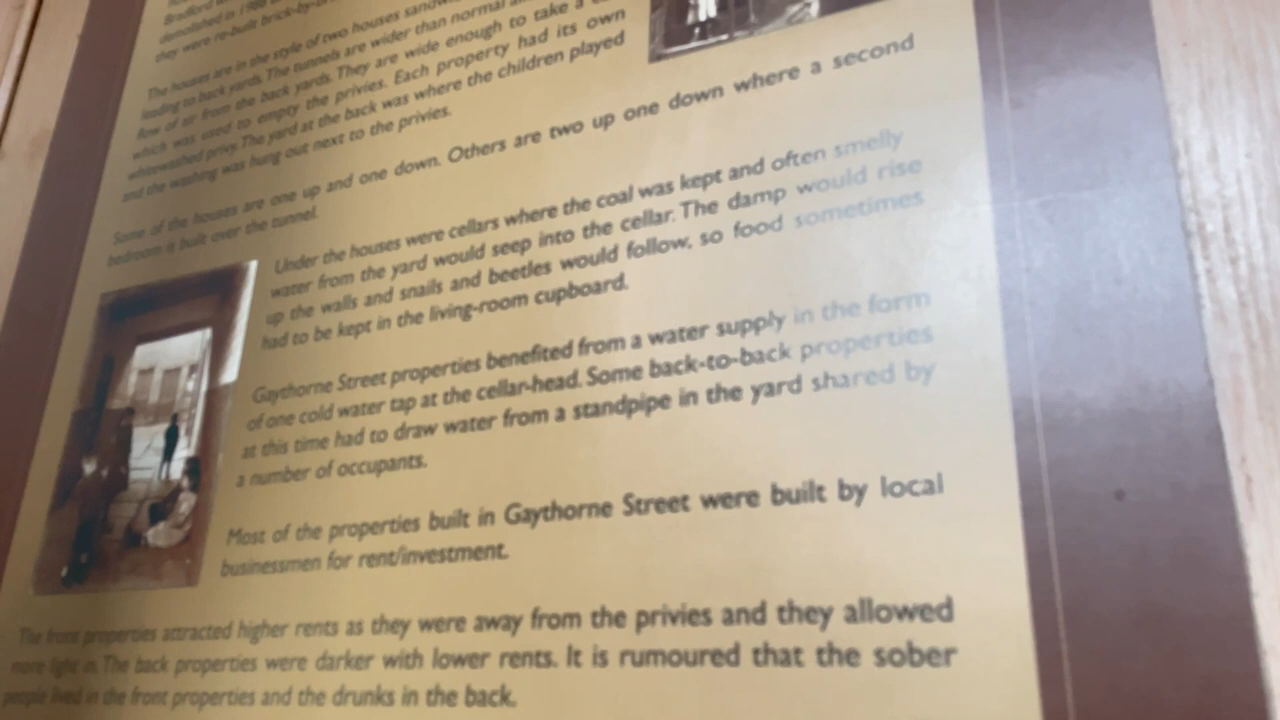 Bradford
demolished in 1986
they were re-built brick-by-
The houses are in the style of two houses
leading to back yards. The tunnels are wider than normal
flow of air from the back yards. They are wide enough to take a
which was used to empty the privies. Each property had its own
whitewashed privy. The yard at the back was where the children played
and the washing was hung out next to the privies.
Some of the houses are one up and one down. Others are two up one down where a second
bedroom is built over the tunnel.
Under the houses were cellars where the coal was kept and often smelly
water from the yard would seep into the cellar. The damp would rise
up the walls and snails and beetles would follow, so food sometimes
had to be kept in the living-room cupboard.
Gaythorne Street properties benefited from a water supply in the form
of one cold water tap at the cellar-head. Some back-to-back properties
at this time had to draw water from a standpipe in the yard shared by
a number of occupants.
Most of the properties built in Gaythorne Street were built by local
businessmen for rent/investment.
The front properties attracted higher rents as they were away from the privies and they allowed
more light in. The back properties were darker with lower rents. It is rumoured that the sober
people lived in the front properties and the drunks in the back.